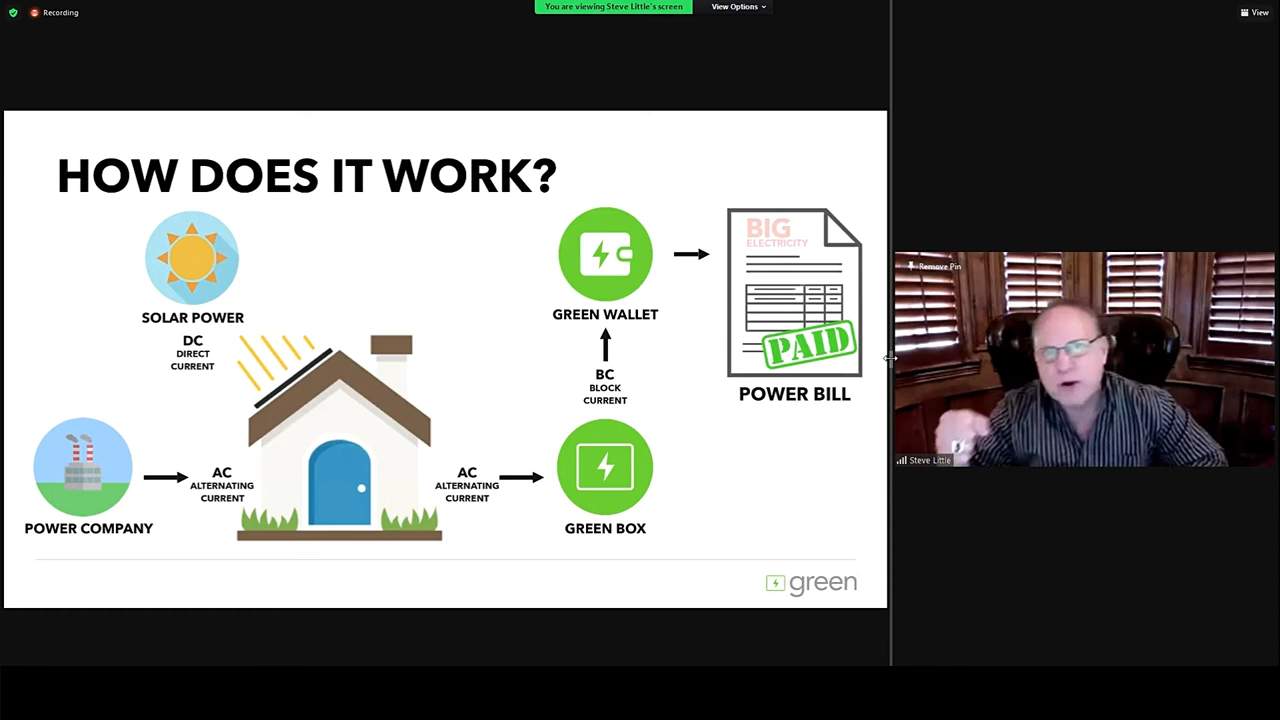 Recording
You are viewing Steve Little's screen
View Options
View
HOW DOES IT WORK?
SOLAR POWER
DC
DIRECT
CURRENT
POWER COMPANY
AC
ALTERNATING
CURRENT
AC
ALTERNATING
CURRENT
GREEN BOX
BC
BLOCK
CURRENT
GREEN WALLET
BIG
ELECTRICITY
PAID
POWER BILL
green
Remove Pin
Steve Little